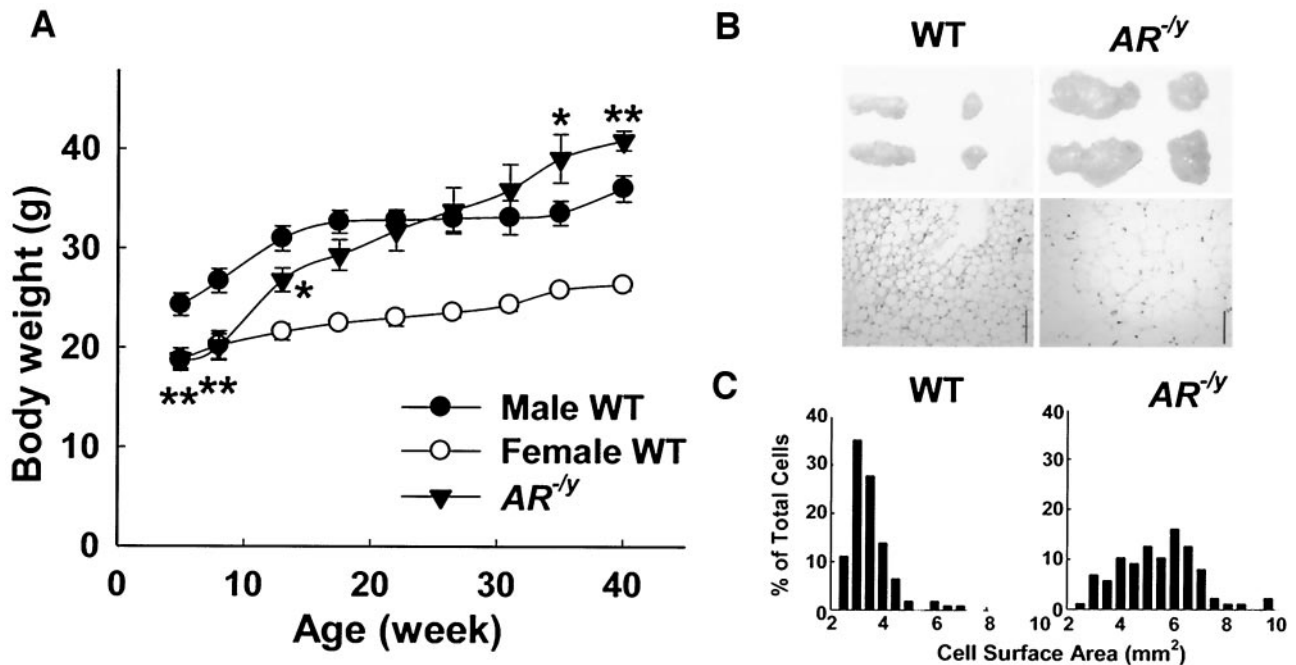 A
Body weight (g)
40
30
20
10
0
0 10 20 30 40
Age (week)
* **
*
** **
Male WT
Female WT
AR-/y
B
WT AR-/y
C
WT AR-/y
% of Total Cells
40
30
20
10
0
2 4 6 8 10
40
30
20
10
0
2 4 6 8 10
Cell Surface Area (mm²)